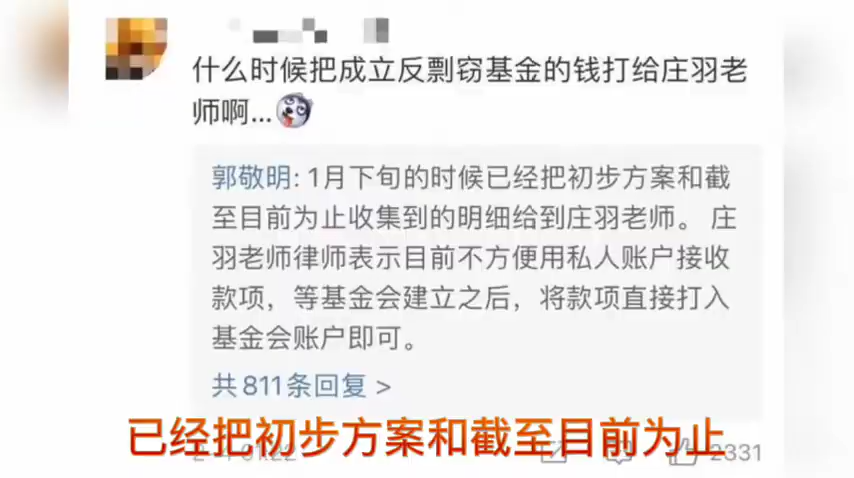 什么时候把成立反剽窃基金的钱打给庄羽老
师啊...
郭敬明: 1月下旬的时候已经把初步方案和截
至目前为止收集到的明细给到庄羽老师。庄
羽老师律师表示目前不方便用私人账户接收
款项，等基金会建立之后，将款项直接打入
基金会账户即可。
共811条回复 >
已经把初步方案和截至目前为止
2331